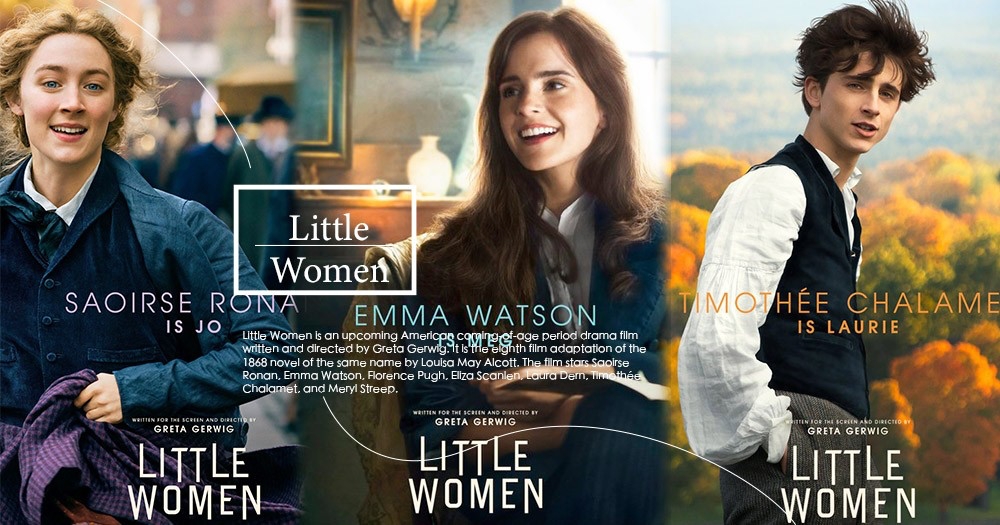 Little
Women
SAOIRSE RONA
IS JO
EMMA WATSON
IS MEG
TIMOTHÉE CHALAME
IS LAURIE
Little Women is an upcoming American coming-of-age period drama film
written and directed by Greta Gerwig. It is the eighth film adaptation of the
1868 novel of the same name by Louisa May Alcott. The film stars Saoirse
Ronan, Emma Watson, Florence Pugh, Eliza Scanlen, Laura Dern, Timothée
Chalamet, and Meryl Streep.
WRITTEN FOR THE SCREEN AND DIRECTED BY
GRETA GERWIG
LITTLE
WOMEN
WRITTEN FOR THE SCREEN AND DIRECTED BY
GRETA GERWIG
LITTLE
WOMEN
WRITTEN FOR THE SCREEN AND DIRECTED BY
GRETA GERWIG
LITTLE
WOMEN